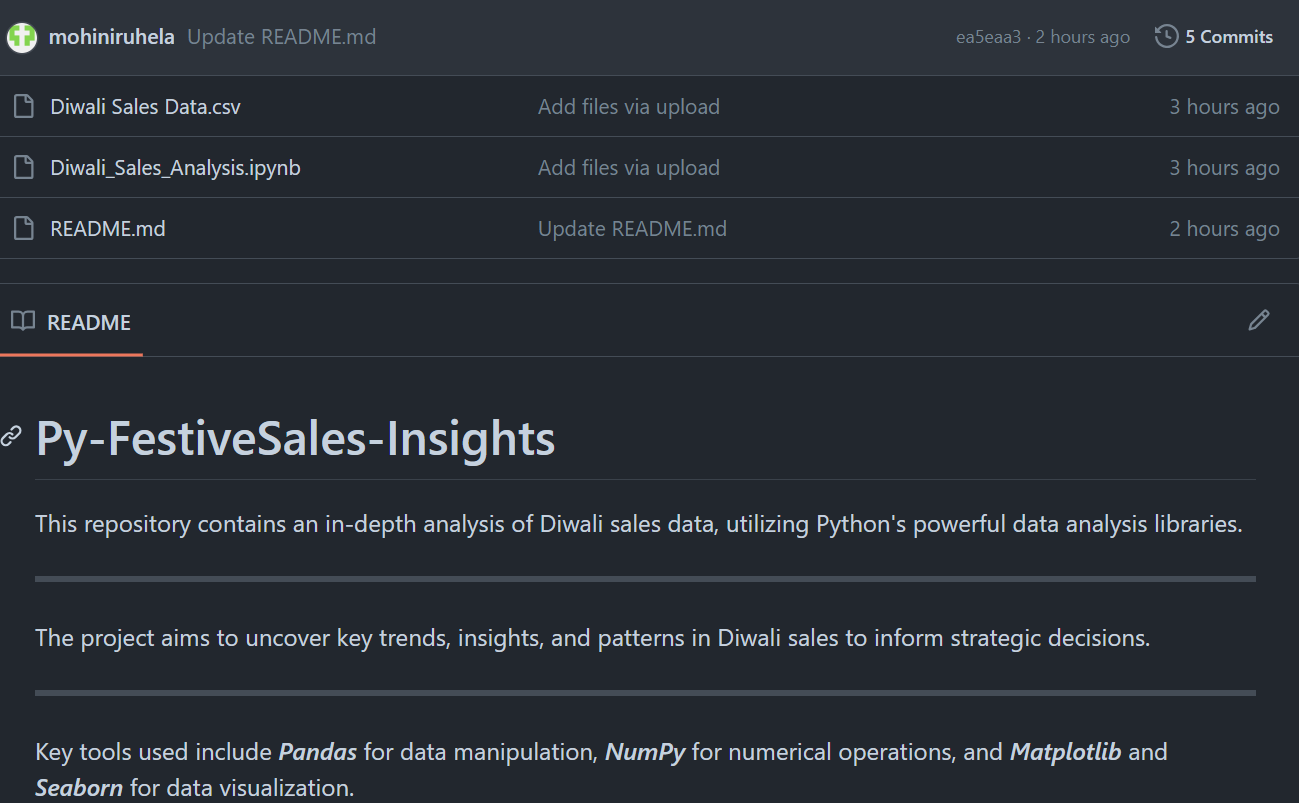 mohiniruhela Update README.md ea5eaa3 · 2 hours ago 5 Commits
Diwali Sales Data.csv Add files via upload 3 hours ago
Diwali_Sales_Analysis.ipynb Add files via upload 3 hours ago
README.md Update README.md 2 hours ago
README
Py-FestiveSales-Insights
This repository contains an in-depth analysis of Diwali sales data, utilizing Python's powerful data analysis libraries.
The project aims to uncover key trends, insights, and patterns in Diwali sales to inform strategic decisions.
Key tools used include Pandas for data manipulation, NumPy for numerical operations, and Matplotlib and
Seaborn for data visualization.